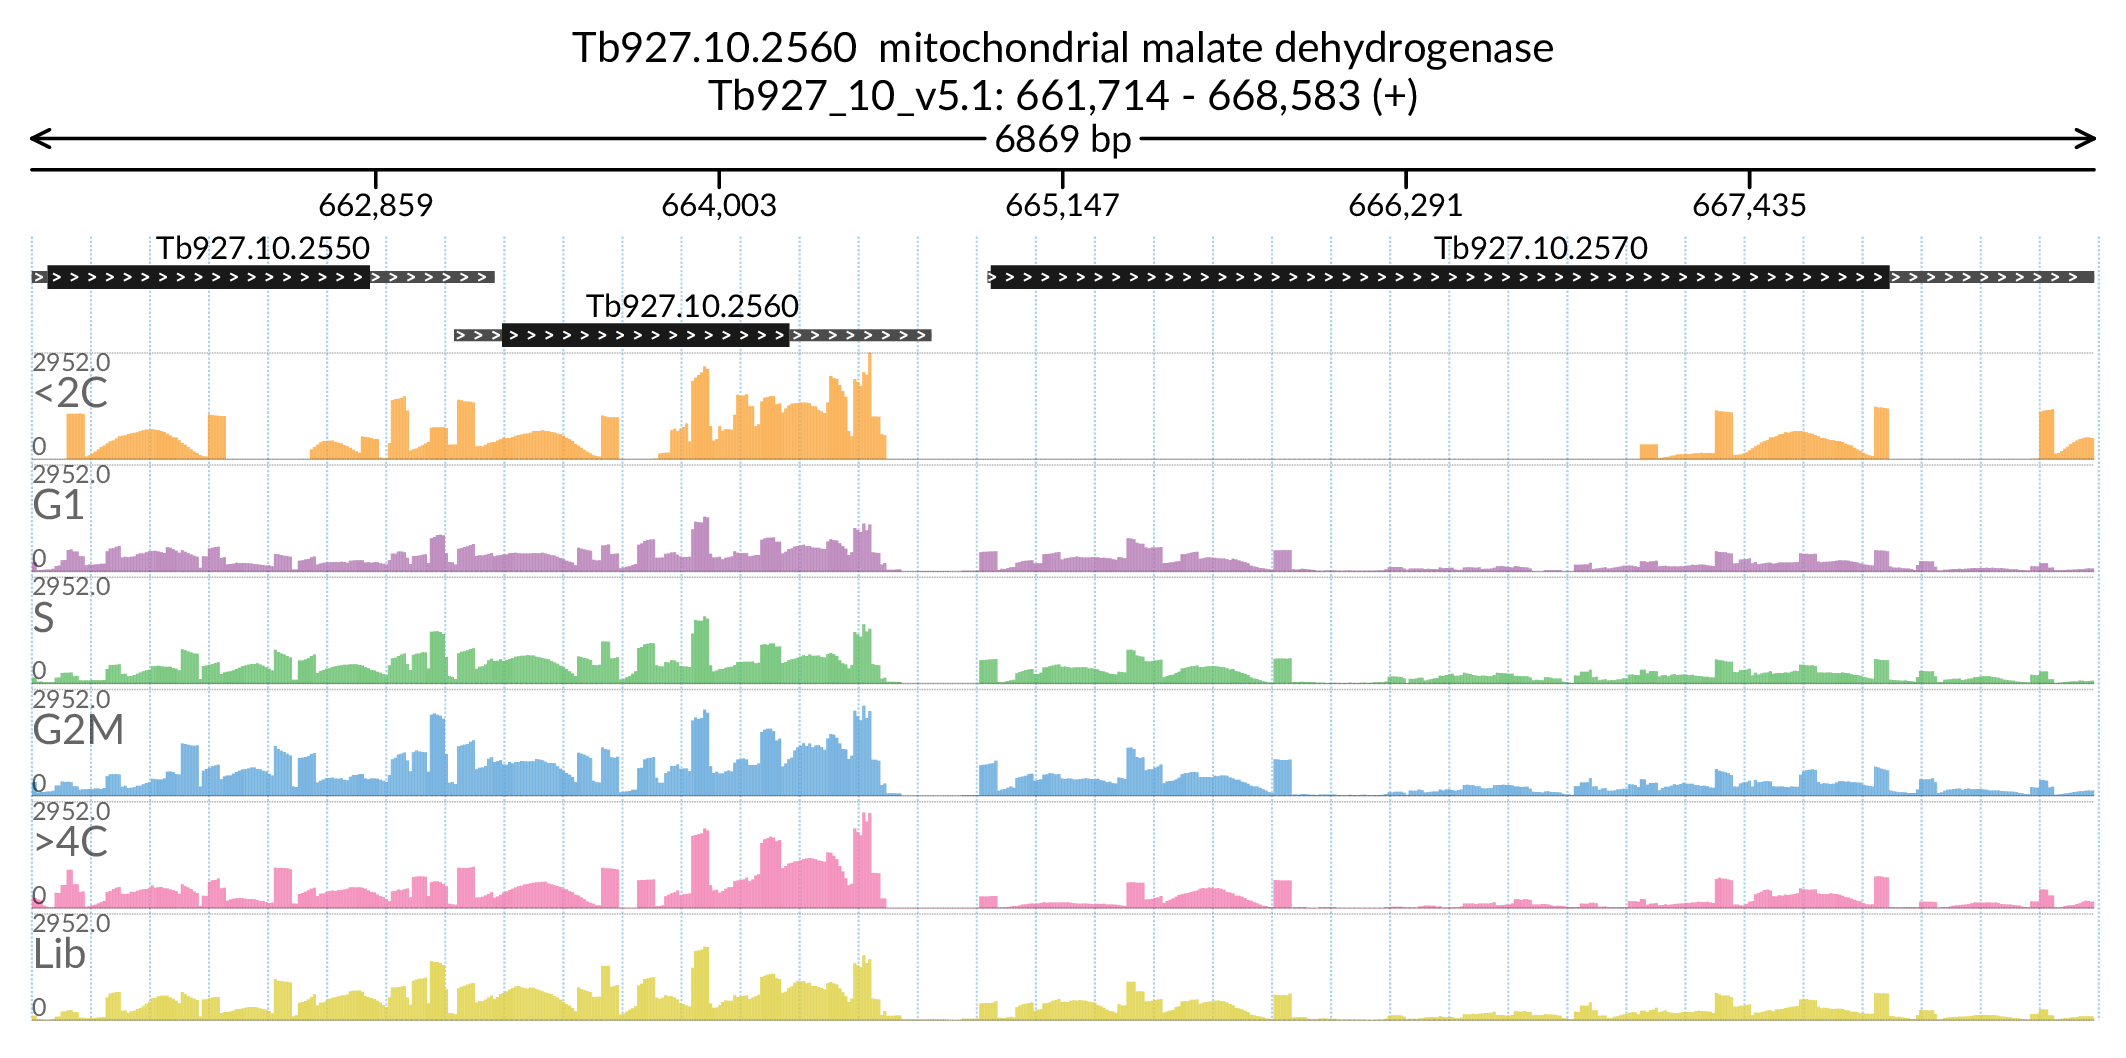 Tb927.10.2560  mitochondrial malate dehydrogenase
Tb927_10_v5.1: 661,714 - 668,583 (+)
6869 bp
662,859 664,003 665,147 666,291 667,435
Tb927.10.2550 Tb927.10.2570
Tb927.10.2560
2952.0
<2C
0
2952.0
G1
0
2952.0
S
0
2952.0
G2M
0
2952.0
>4C
0
2952.0
Lib
0